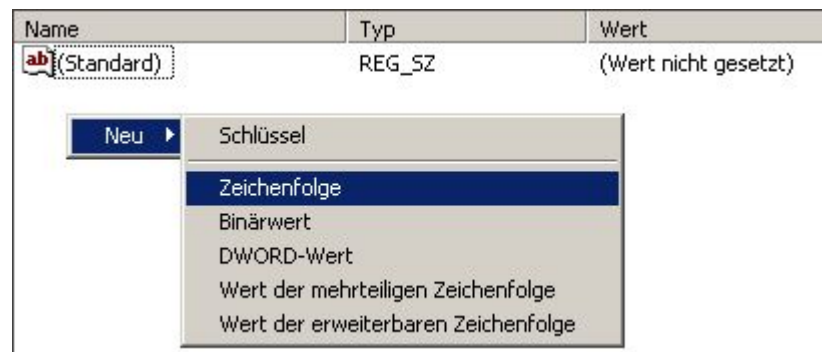 Name Typ Wert
ab (Standard) REG_SZ (Wert nicht gesetzt)
Neu Schlüssel
Zeichenfolge
Binärwert
DWORD-Wert
Wert der mehrteiligen Zeichenfolge
Wert der erweiterbaren Zeichenfolge